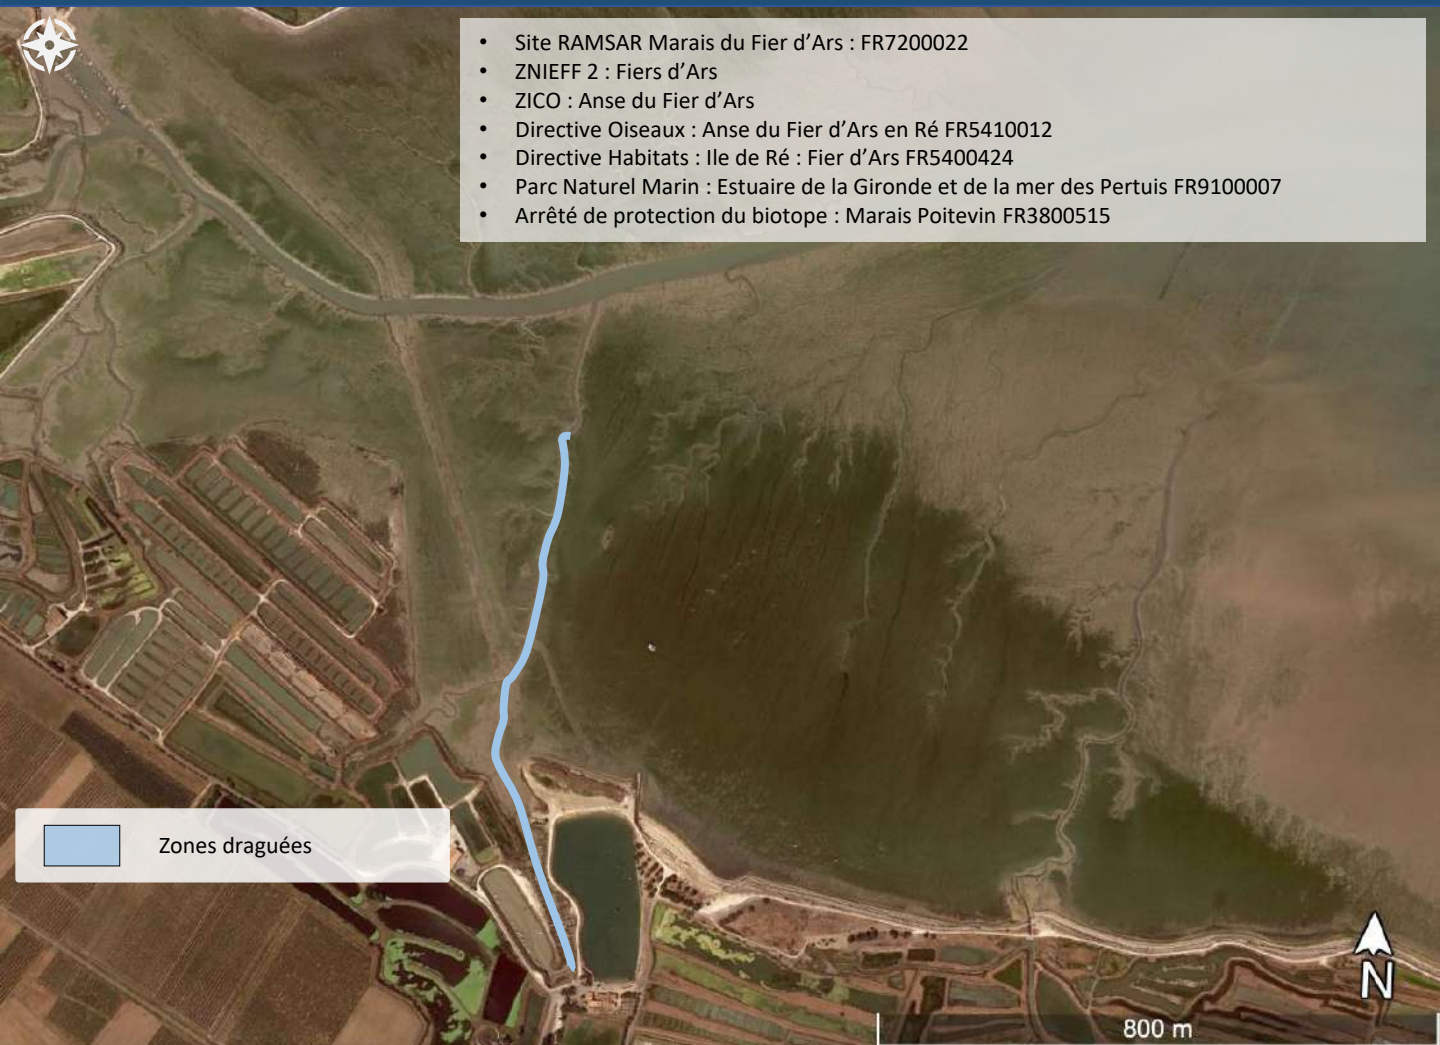 • Site RAMSAR Marais du Fier d’Ars : FR7200022
• ZNIEFF 2 : Fiers d’Ars
• ZICO : Anse du Fier d’Ars
• Directive Oiseaux : Anse du Fier d’Ars en Ré FR5410012
• Directive Habitats : Ile de Ré : Fier d’Ars FR5400424
• Parc Naturel Marin : Estuaire de la Gironde et de la mer des Pertuis FR9100007
• Arrêté de protection du biotope : Marais Poitevin FR3800515
Zones draguées
N
800 m